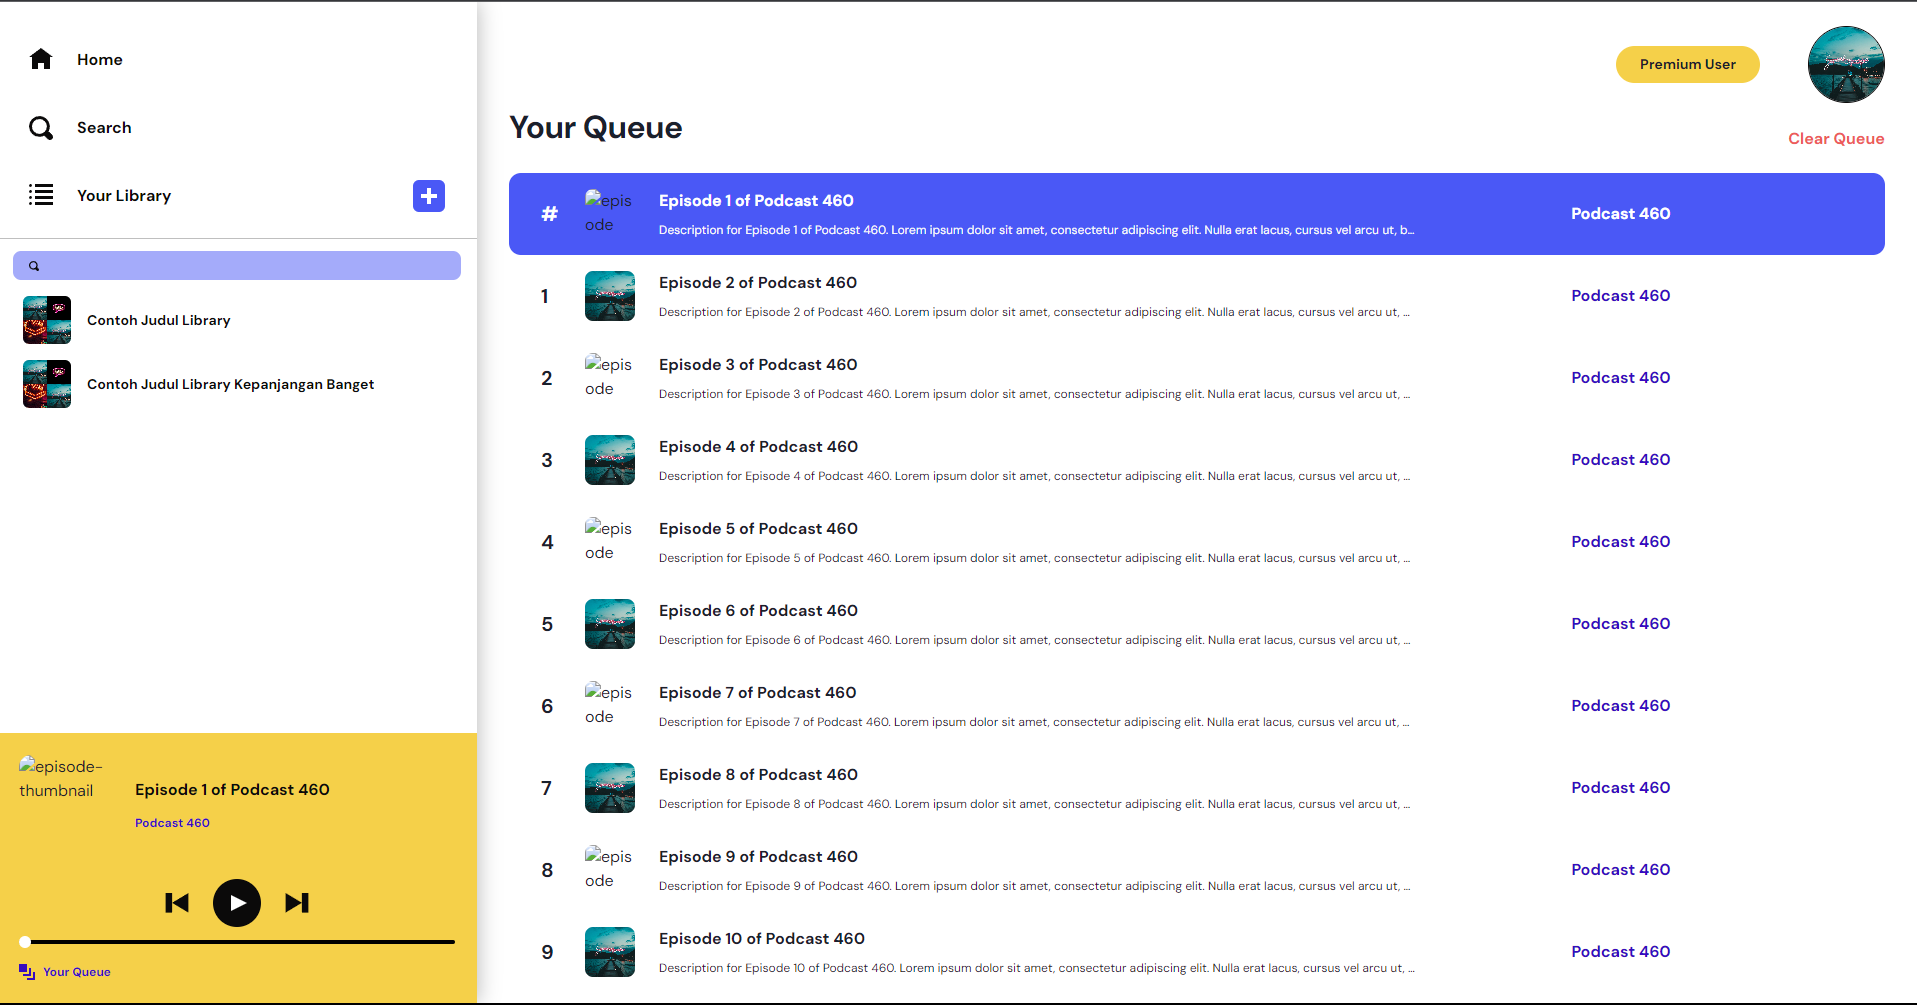 Home
Search
Your Library
Contoh Judul Library
Contoh Judul Library Kepanjangan Banget
episode-
thumbnail
Episode 1 of Podcast 460
Podcast 460
Your Queue
Premium User
Your Queue
Clear Queue
#
epis
ode
Episode 1 of Podcast 460
Description for Episode 1 of Podcast 460. Lorem ipsum dolor sit amet, consectetur adipiscing elit. Nulla erat lacus, cursus vel arcu ut, b...
Podcast 460
1
Episode 2 of Podcast 460
Description for Episode 2 of Podcast 460. Lorem ipsum dolor sit amet, consectetur adipiscing elit. Nulla erat lacus, cursus vel arcu ut, ...
Podcast 460
2
epis
ode
Episode 3 of Podcast 460
Description for Episode 3 of Podcast 460. Lorem ipsum dolor sit amet, consectetur adipiscing elit. Nulla erat lacus, cursus vel arcu ut, ...
Podcast 460
3
Episode 4 of Podcast 460
Description for Episode 4 of Podcast 460. Lorem ipsum dolor sit amet, consectetur adipiscing elit. Nulla erat lacus, cursus vel arcu ut, ...
Podcast 460
4
epis
ode
Episode 5 of Podcast 460
Description for Episode 5 of Podcast 460. Lorem ipsum dolor sit amet, consectetur adipiscing elit. Nulla erat lacus, cursus vel arcu ut, ...
Podcast 460
5
Episode 6 of Podcast 460
Description for Episode 6 of Podcast 460. Lorem ipsum dolor sit amet, consectetur adipiscing elit. Nulla erat lacus, cursus vel arcu ut, ...
Podcast 460
6
epis
ode
Episode 7 of Podcast 460
Description for Episode 7 of Podcast 460. Lorem ipsum dolor sit amet, consectetur adipiscing elit. Nulla erat lacus, cursus vel arcu ut, ...
Podcast 460
7
Episode 8 of Podcast 460
Description for Episode 8 of Podcast 460. Lorem ipsum dolor sit amet, consectetur adipiscing elit. Nulla erat lacus, cursus vel arcu ut, ...
Podcast 460
8
epis
ode
Episode 9 of Podcast 460
Description for Episode 9 of Podcast 460. Lorem ipsum dolor sit amet, consectetur adipiscing elit. Nulla erat lacus, cursus vel arcu ut, ...
Podcast 460
9
Episode 10 of Podcast 460
Description for Episode 10 of Podcast 460. Lorem ipsum dolor sit amet, consectetur adipiscing elit. Nulla erat lacus, cursus vel arcu ut, ...
Podcast 460